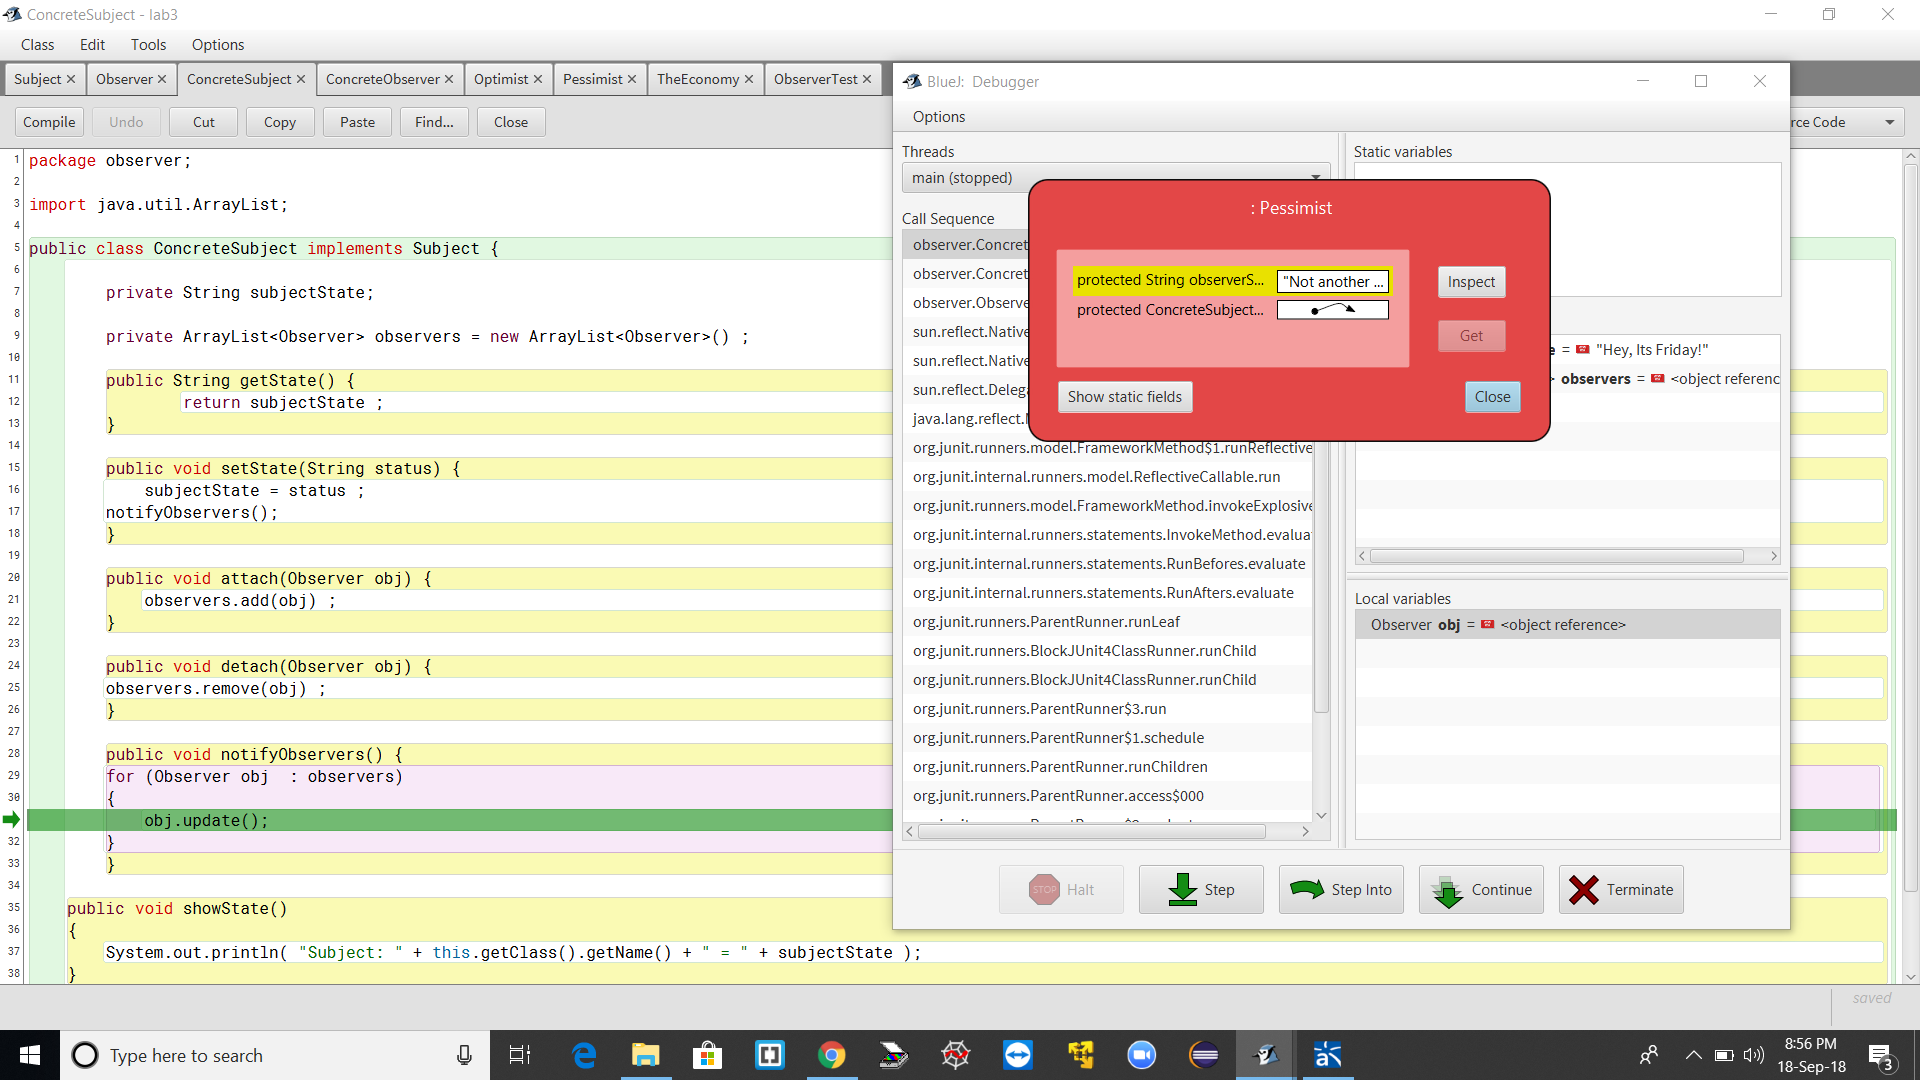 ConcreteSubject - lab3
Class Edit Tools Options
Subject × Observer × ConcreteSubject × ConcreteObserver × Optimist × Pessimist × TheEconomy × ObserverTest ×
Compile Undo Cut Copy Paste Find... Close
rce Code
1 package observer;
2
3 import java.util.ArrayList;
4
5 public class ConcreteSubject implements Subject {
6
7 private String subjectState;
8
9 private ArrayList<Observer> observers = new ArrayList<Observer>() ;
10
11 public String getState() {
12 return subjectState ;
13 }
14
15 public void setState(String status) {
16 subjectState = status ;
17 notifyObservers();
18 }
19
20 public void attach(Observer obj) {
21 observers.add(obj) ;
22 }
23
24 public void detach(Observer obj) {
25 observers.remove(obj) ;
26 }
27
28 public void notifyObservers() {
29 for (Observer obj : observers)
30 {
obj.update();
32 }
33 }
34
35 public void showState()
36 {
37 System.out.println( "Subject: " + this.getClass().getName() + " = " + subjectState );
38 }
saved
BlueJ: Debugger
Options
Threads
main (stopped)
Call Sequence
observer.Concret
observer.Concret
observer.Observe
sun.reflect.Native
sun.reflect.Native
sun.reflect.Delega
java.lang.reflect.
org.junit.runners.model.FrameworkMethod$1.runReflective
org.junit.internal.runners.model.ReflectiveCallable.run
org.junit.runners.model.FrameworkMethod.invokeExplosive
org.junit.internal.runners.statements.InvokeMethod.evalua
org.junit.internal.runners.statements.RunBefores.evaluate
org.junit.internal.runners.statements.RunAfters.evaluate
org.junit.runners.ParentRunner.runLeaf
org.junit.runners.BlockJUnit4ClassRunner.runChild
org.junit.runners.BlockJUnit4ClassRunner.runChild
org.junit.runners.ParentRunner$3.run
org.junit.runners.ParentRunner$1.schedule
org.junit.runners.ParentRunner.runChildren
org.junit.runners.ParentRunner.access$000
Static variables
e = "Hey, Its Friday!"
> observers = <object referenc
Local variables
Observer obj = <object reference>
STOP Halt Step Step Into Continue Terminate
: Pessimist
protected String observerS... "Not another ...
protected ConcreteSubject...
Inspect
Get
Show static fields
Close
Type here to search
8:56 PM
18-Sep-18
3